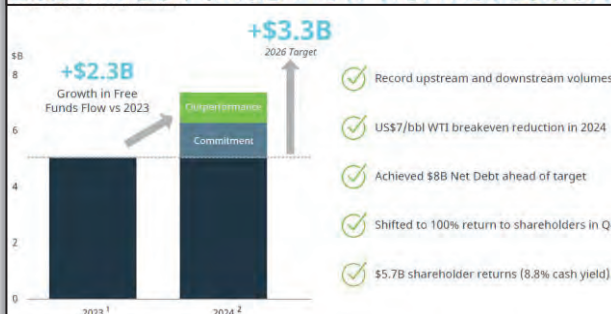 +$3.3B
2026 Target
$B
8
+$2.3B
Growth in Free
Funds Flow vs 2023
Outperformance
6
Commitment
4
2
0
2023 1
2024 2
Record upstream and downstream volumes
US$7/bbl WTI breakeven reduction in 2024
Achieved $8B Net Debt ahead of target
Shifted to 100% return to shareholders in
$5.7B shareholder returns (8.8% cash yield)